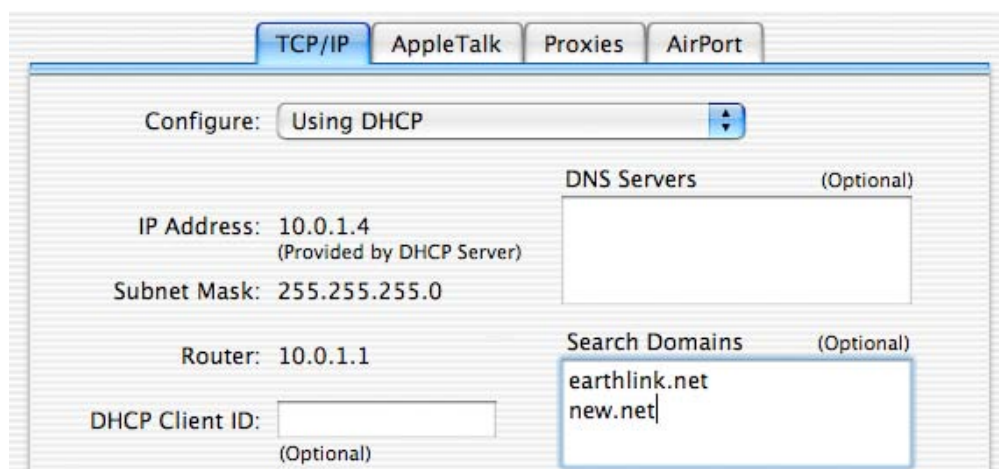 TCP/IP AppleTalk Proxies AirPort
Configure: Using DHCP
DNS Servers (Optional)
IP Address: 10.0.1.4
(Provided by DHCP Server)
Subnet Mask: 255.255.255.0
Search Domains (Optional)
Router: 10.0.1.1
earthlink.net
new.net
DHCP Client ID:
(Optional)